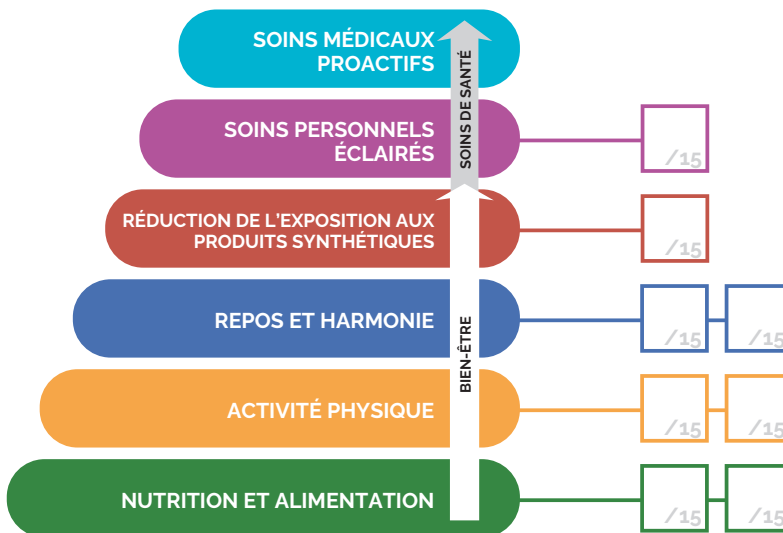 SOINS MÉDICAUX
PROACTIFS
SOINS DE SANTÉ
SOINS PERSONNELS
ÉCLAIRÉS
/15
RÉDUCTION DE L'EXPOSITION AUX
PRODUITS SYNTHÉTIQUES
/15
REPOS ET HARMONIE
/15
/15
BIEN-ÊTRE
ACTIVITÉ PHYSIQUE
/15
/15
NUTRITION ET ALIMENTATION
/15
/15